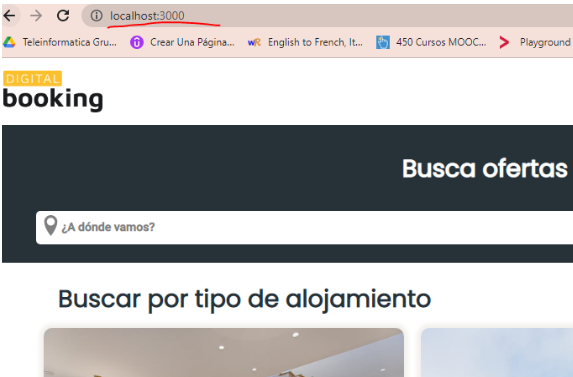 localhost:3000
Teleinformatica Gru... Crear Una Página... wR English to French, It... 450 Cursos MOOC... Playground
DIGITAL
booking
Busca ofertas
¿A dónde vamos?
Buscar por tipo de alojamiento